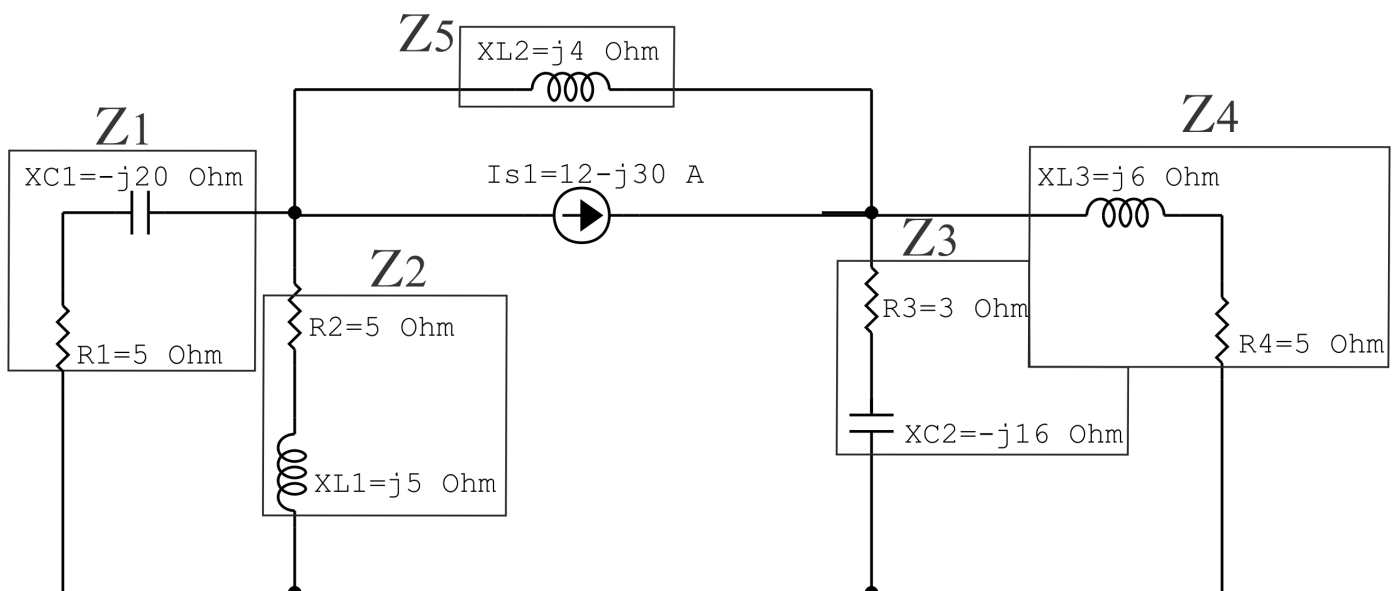 Z5
XL2=j4 Ohm
Z1
XC1=-j20 Ohm
R1=5 Ohm
Is1=12-j30 A
Z4
XL3=j6 Ohm
R4=5 Ohm
Z2
R2=5 Ohm
XL1=j5 Ohm
Z3
R3=3 Ohm
XC2=-j16 Ohm